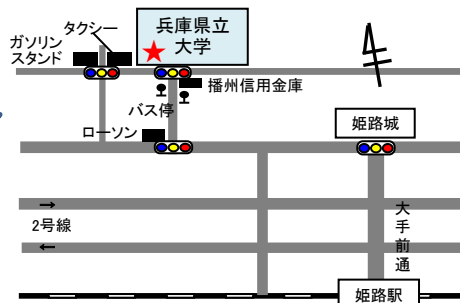 タクシー
ガソリン
スタンド
兵庫県立
大学
播州信用金庫
バス停
ローソン
姫路城
→
2号線
←
大手前通
姫路駅